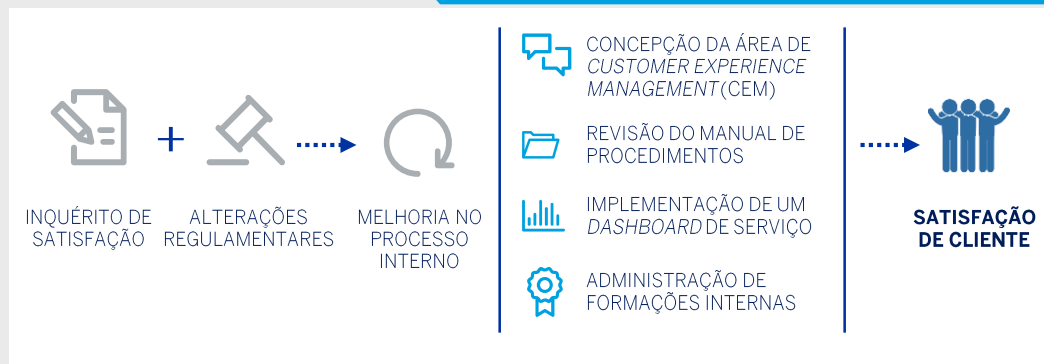 INQUÉRITO DE
SATISFAÇÃO
+
ALTERAÇÕES
REGULAMENTARES
MELHORIA NO
PROCESSO
INTERNO
CONCEPÇÃO DA ÁREA DE
CUSTOMER EXPERIENCE
MANAGEMENT (CEM)
REVISÃO DO MANUAL DE
PROCEDIMENTOS
IMPLEMENTAÇÃO DE UM
DASHBOARD DE SERVIÇO
ADMINISTRAÇÃO DE
FORMAÇÕES INTERNAS
SATISFAÇÃO
DE CLIENTE